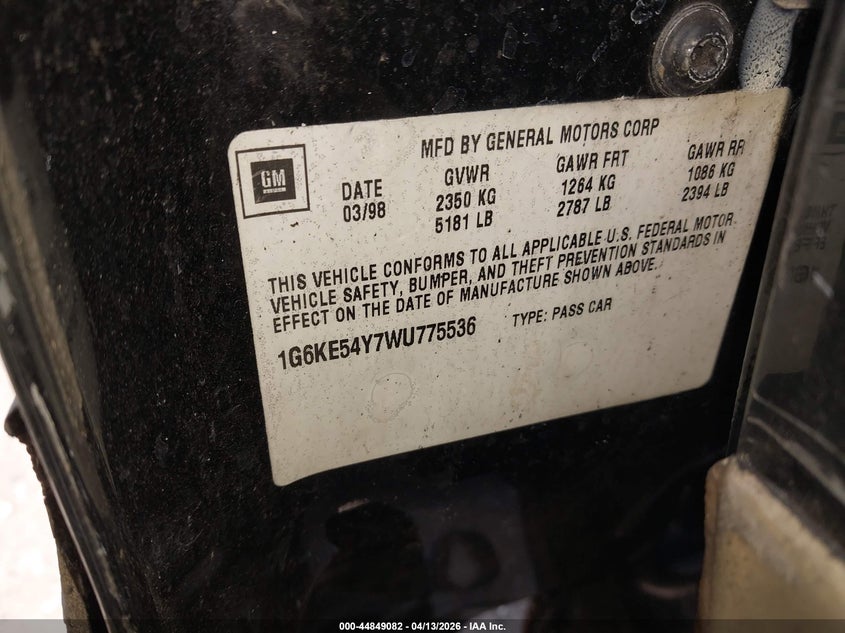 MFD BY GENERAL MOTORS CORP
GM
DATE GVWR GAWR FRT GAWR RR
03/98 2350 KG 1264 KG 1086 KG
5181 LB 2787 LB 2394 LB
THIS VEHICLE CONFORMS TO ALL APPLICABLE U.S. FEDERAL MOTOR
VEHICLE SAFETY, BUMPER, AND THEFT PREVENTION STANDARDS IN
EFFECT ON THE DATE OF MANUFACTURE SHOWN ABOVE.
1G6KE54Y7WU775536 TYPE: PASS CAR
000-44849082 - 04/13/2026 - IAA Inc.